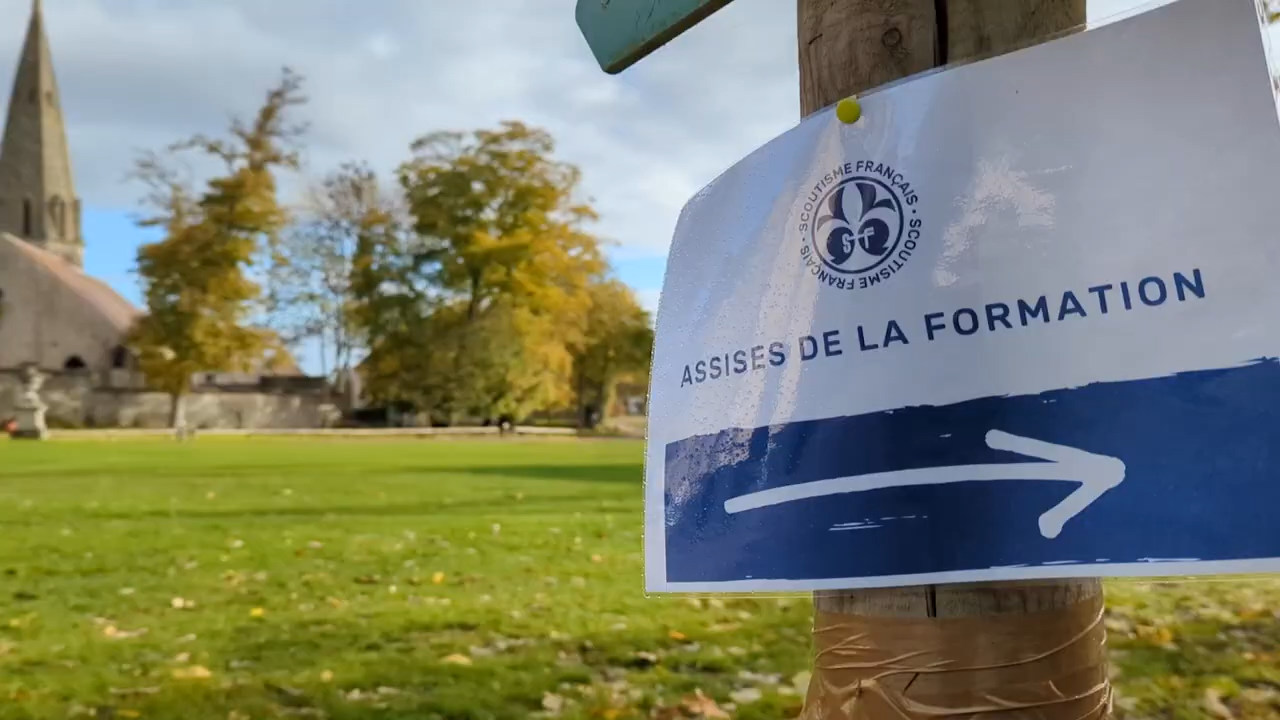 SCOUTISME FRANÇAIS · SCOUTISME FRANÇAIS ·
Sf
ASSISES DE LA FORMATION